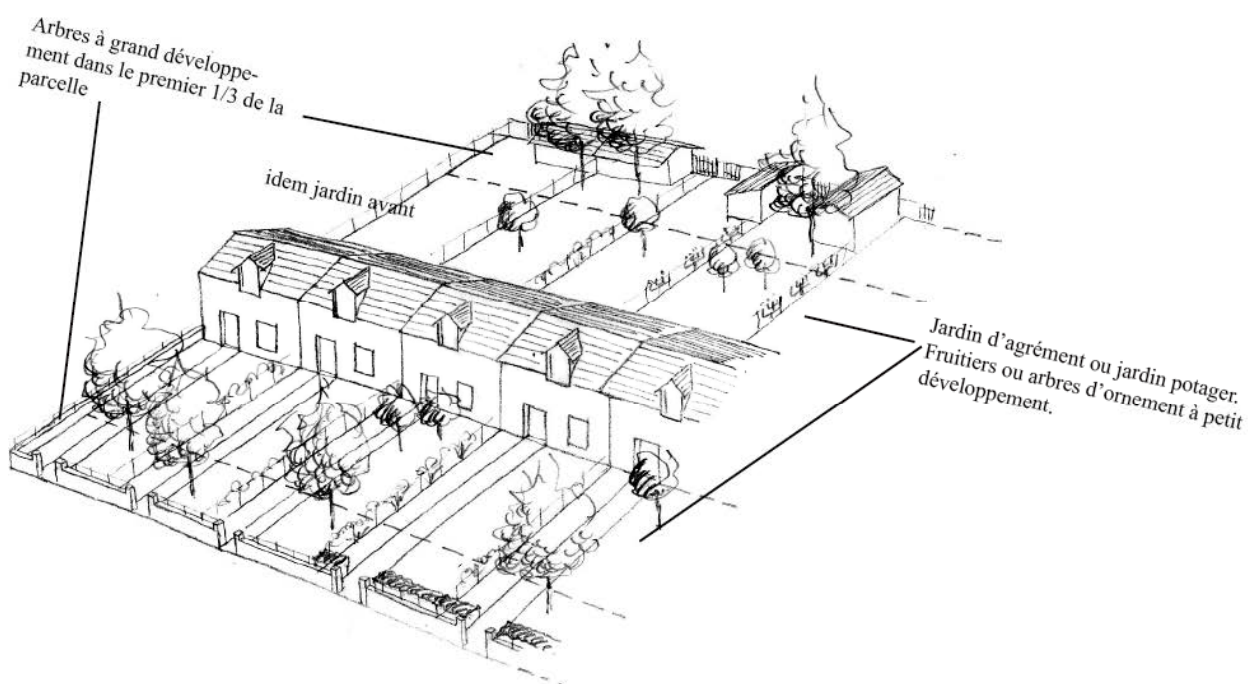 Arbres à grand développe-
ment dans le premier 1/3 de la
parcelle
idem jardin avant
Jardin d'agrément ou jardin potager.
Fruitiers ou arbres d'ornement à petit
développement.